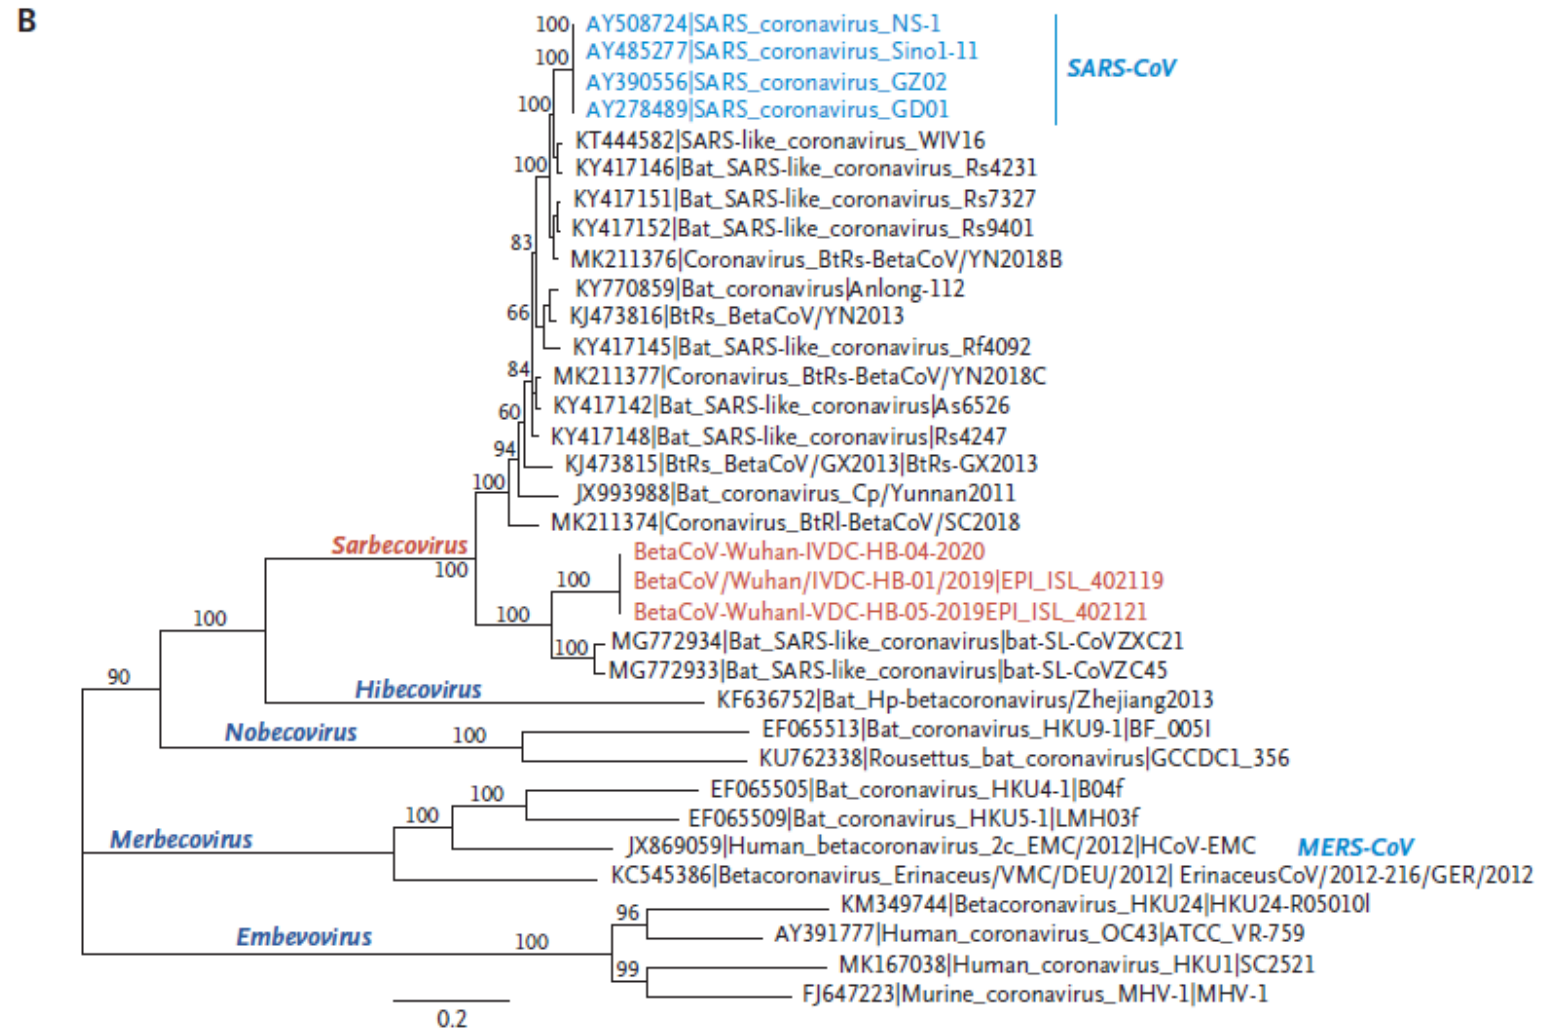 B
100 AY508724|SARS_coronavirus_NS-1
100 AY485277|SARS_coronavirus_Sino1-11
SARS-CoV
AY390556|SARS_coronavirus_GZ02
100 AY278489|SARS_coronavirus_GD01
KT444582|SARS-like_coronavirus_WIV16
100 KY417146|Bat_SARS-like_coronavirus_Rs4231
KY417151|Bat_SARS-like_coronavirus_Rs7327
KY417152|Bat_SARS-like_coronavirus_Rs9401
83
MK211376|Coronavirus_BtRs-BetaCoV/YN2018B
KY770859|Bat_coronavirus|Anlong-112
66 KJ473816|BtRs_BetaCoV/YN2013
KY417145|Bat_SARS-like_coronavirus_Rf4092
84 MK211377|Coronavirus_BtRs-BetaCoV/YN2018C
60 KY417142|Bat_SARS-like_coronavirus|As6526
KY417148|Bat_SARS-like_coronavirus|Rs4247
94
KJ473815|BtRs_BetaCoV/GX2013|BtRs-GX2013
100
JX993988|Bat_coronavirus_Cp/Yunnan2011
MK211374|Coronavirus_BtRl-BetaCoV/SC2018
Sarbecovirus
100
BetaCoV-Wuhan-IVDC-HB-04-2020
100 BetaCoV/Wuhan/IVDC-HB-01/2019|EPI_ISL_402119
100 BetaCoV-WuhanI-VDC-HB-05-2019EPI_ISL_402121
100 MG772934|Bat_SARS-like_coronavirus|bat-SL-CoVZXC21
MG772933|Bat_SARS-like_coronavirus|bat-SL-CoVZC45
100
90
Hibecovirus
KF636752|Bat_Hp-betacoronavirus/Zhejiang2013
Nobecovirus 100
EF065513|Bat_coronavirus_HKU9-1|BF_005I
KU762338|Rousettus_bat_coronavirus|GCCDC1_356
100 EF065505|Bat_coronavirus_HKU4-1|B04f
100 EF065509|Bat_coronavirus_HKU5-1|LMH03f
Merbecovirus
JX869059|Human_betacoronavirus_2c_EMC/2012|HCoV-EMC MERS-CoV
KC545386|Betacoronavirus_Erinaceus/VMC/DEU/2012| ErinaceusCoV/2012-216/GER/2012
96 KM349744|Betacoronavirus_HKU24|HKU24-R05010l
Embevovirus 100
AY391777|Human_coronavirus_OC43|ATCC_VR-759
99 MK167038|Human_coronavirus_HKU1|SC2521
FJ647223|Murine_coronavirus_MHV-1|MHV-1
0.2